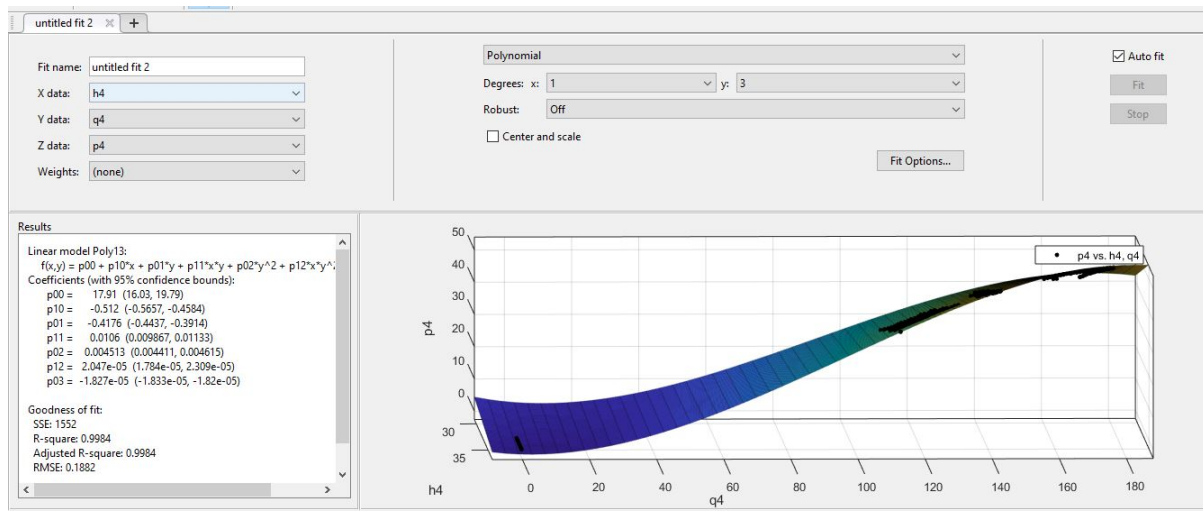 untitled fit 2 × +
Fit name: untitled fit 2
X data: h4
Y data: q4
Z data: p4
Weights: (none)
Polynomial
Degrees: x: 1 y: 3
Robust: Off
Center and scale
Fit Options...
Auto fit
Fit
Stop
Results
Linear model Poly13:
f(x,y) = p00 + p10*x + p01*y + p11*x*y + p02*y^2 + p12*x*y^2
Coefficients (with 95% confidence bounds):
p00 = 17.91 (16.03, 19.79)
p10 = -0.512 (-0.5657, -0.4584)
p01 = -0.4176 (-0.4437, -0.3914)
p11 = 0.0106 (0.009867, 0.01133)
p02 = 0.004513 (0.004411, 0.004615)
p12 = 2.047e-05 (1.784e-05, 2.309e-05)
p03 = -1.827e-05 (-1.833e-05, -1.82e-05)
Goodness of fit:
SSE: 1552
R-square: 0.9984
Adjusted R-square: 0.9984
RMSE: 0.1882
p4 vs. h4, q4
50
40
30
20
10
0
p4
30
35
h4
0 20 40 60 80 100 120 140 160 180
q4